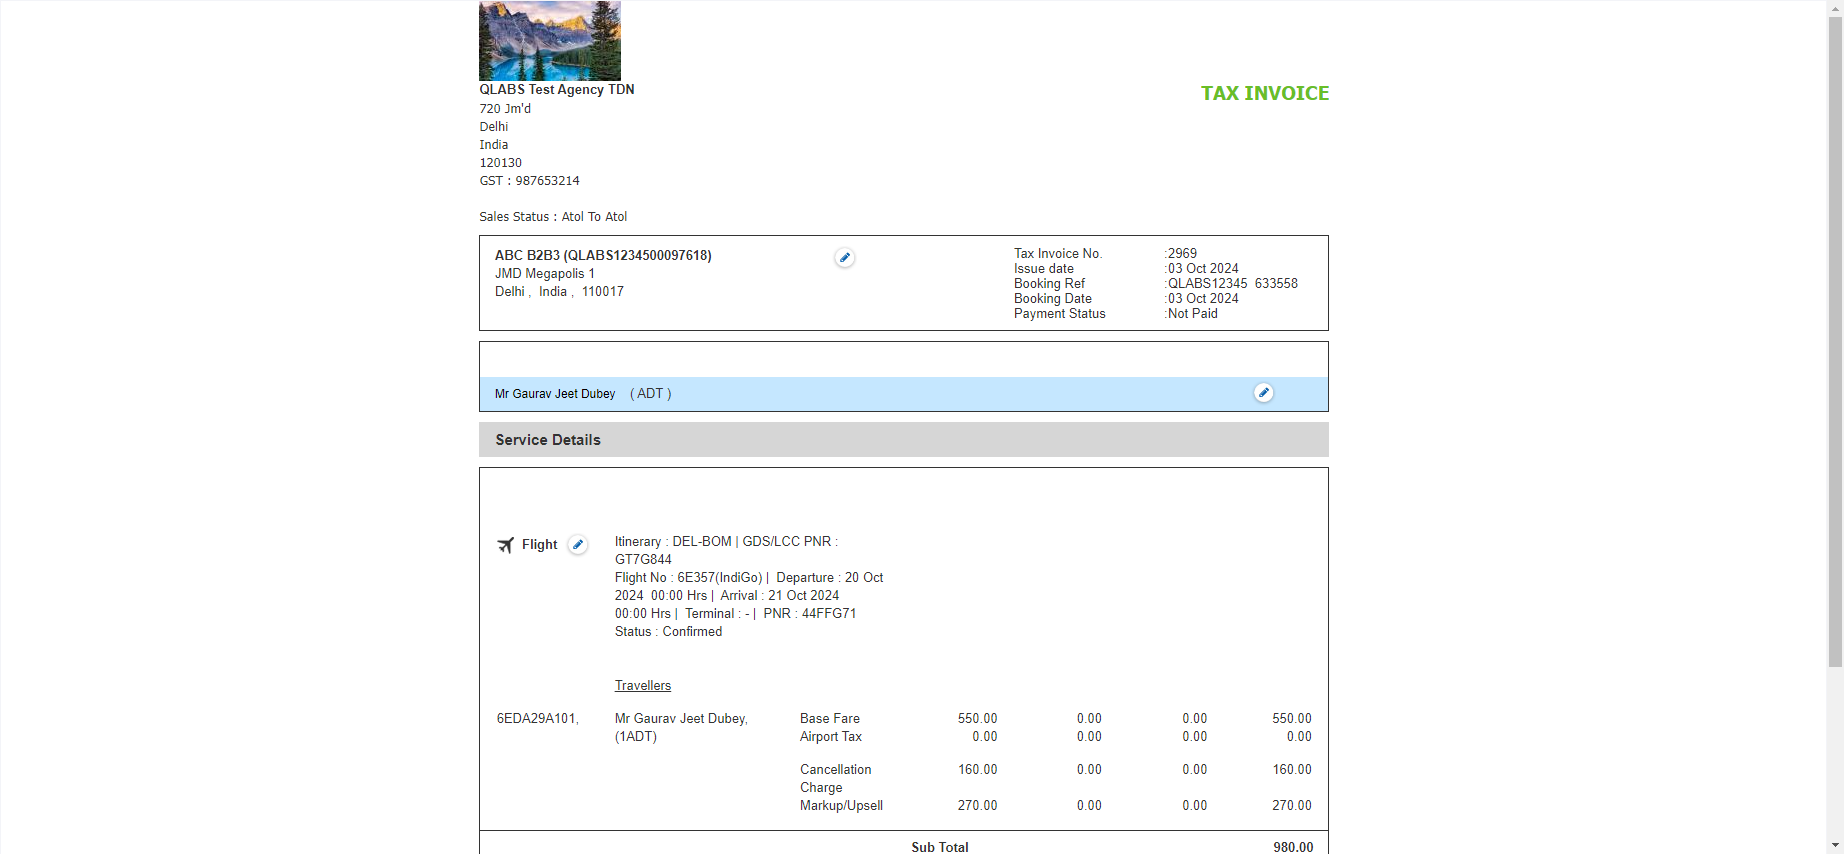 QLABS Test Agency TDN
720 Jm'd
Delhi
India
120130
GST : 987653214
TAX INVOICE
Sales Status : Atol To Atol
ABC B2B3 (QLABS1234500097618)
JMD Megapolis 1
Delhi , India , 110017
Tax Invoice No. :2969
Issue date :03 Oct 2024
Booking Ref :QLABS12345 633558
Booking Date :03 Oct 2024
Payment Status :Not Paid
Mr Gaurav Jeet Dubey ( ADT )
Service Details
Flight
Itinerary : DEL-BOM | GDS/LCC PNR :
GT7G844
Flight No : 6E357(IndiGo) | Departure : 20 Oct
2024 00:00 Hrs | Arrival : 21 Oct 2024
00:00 Hrs | Terminal : - | PNR : 44FFG71
Status : Confirmed
Travellers
6EDA29A101, Mr Gaurav Jeet Dubey, Base Fare 550.00 0.00 0.00 550.00
(1ADT) Airport Tax 0.00 0.00 0.00 0.00
Cancellation 160.00 0.00 0.00 160.00
Charge
Markup/Upsell 270.00 0.00 0.00 270.00
Sub Total 980.00